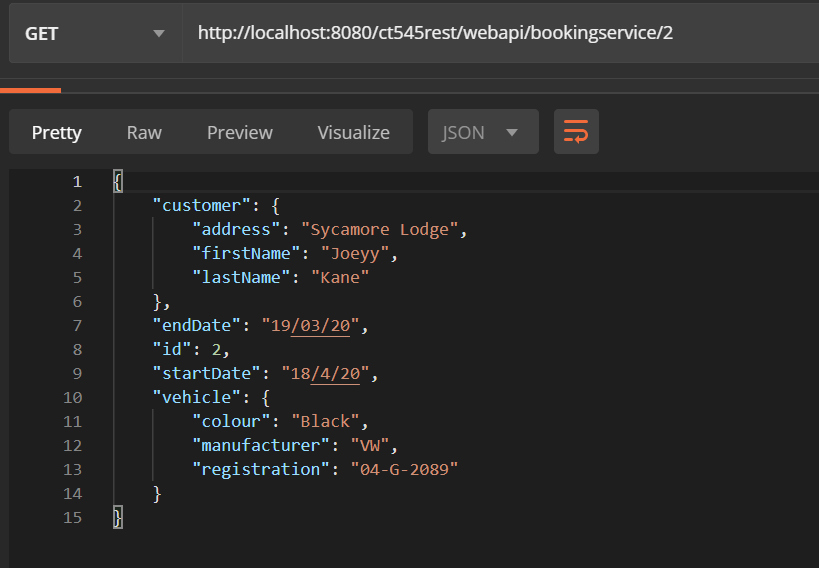 GET http://localhost:8080/ct545rest/webapi/bookingservice/2
Pretty Raw Preview Visualize JSON
1 {
2 "customer": {
3 "address": "Sycamore Lodge",
4 "firstName": "Joeyy",
5 "lastName": "Kane"
6 },
7 "endDate": "19/03/20",
8 "id": 2,
9 "startDate": "18/4/20",
10 "vehicle": {
11 "colour": "Black",
12 "manufacturer": "VW",
13 "registration": "04-G-2089"
14 }
15 }